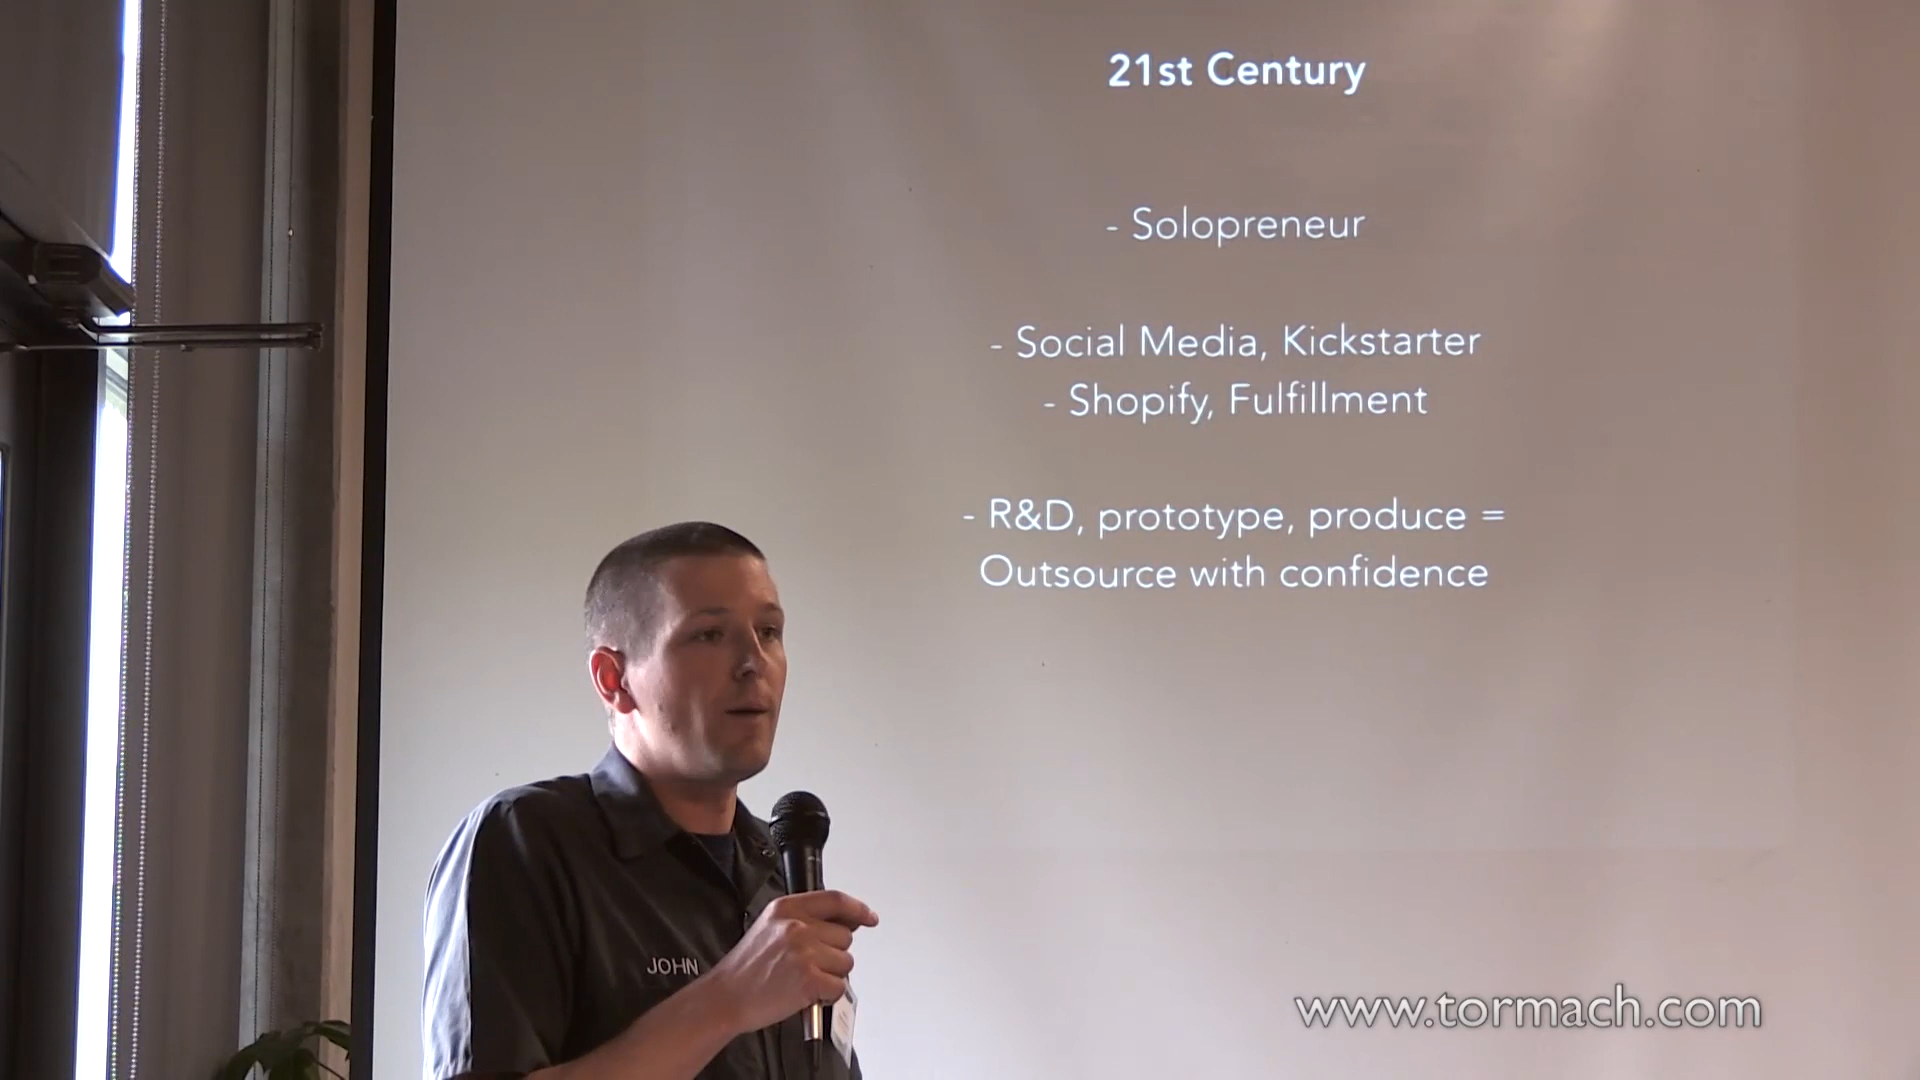 21st Century
- Solopreneur
- Social Media, Kickstarter
- Shopify, Fulfillment
- R&D, prototype, produce =
Outsource with confidence
JOHN
www.tormach.com